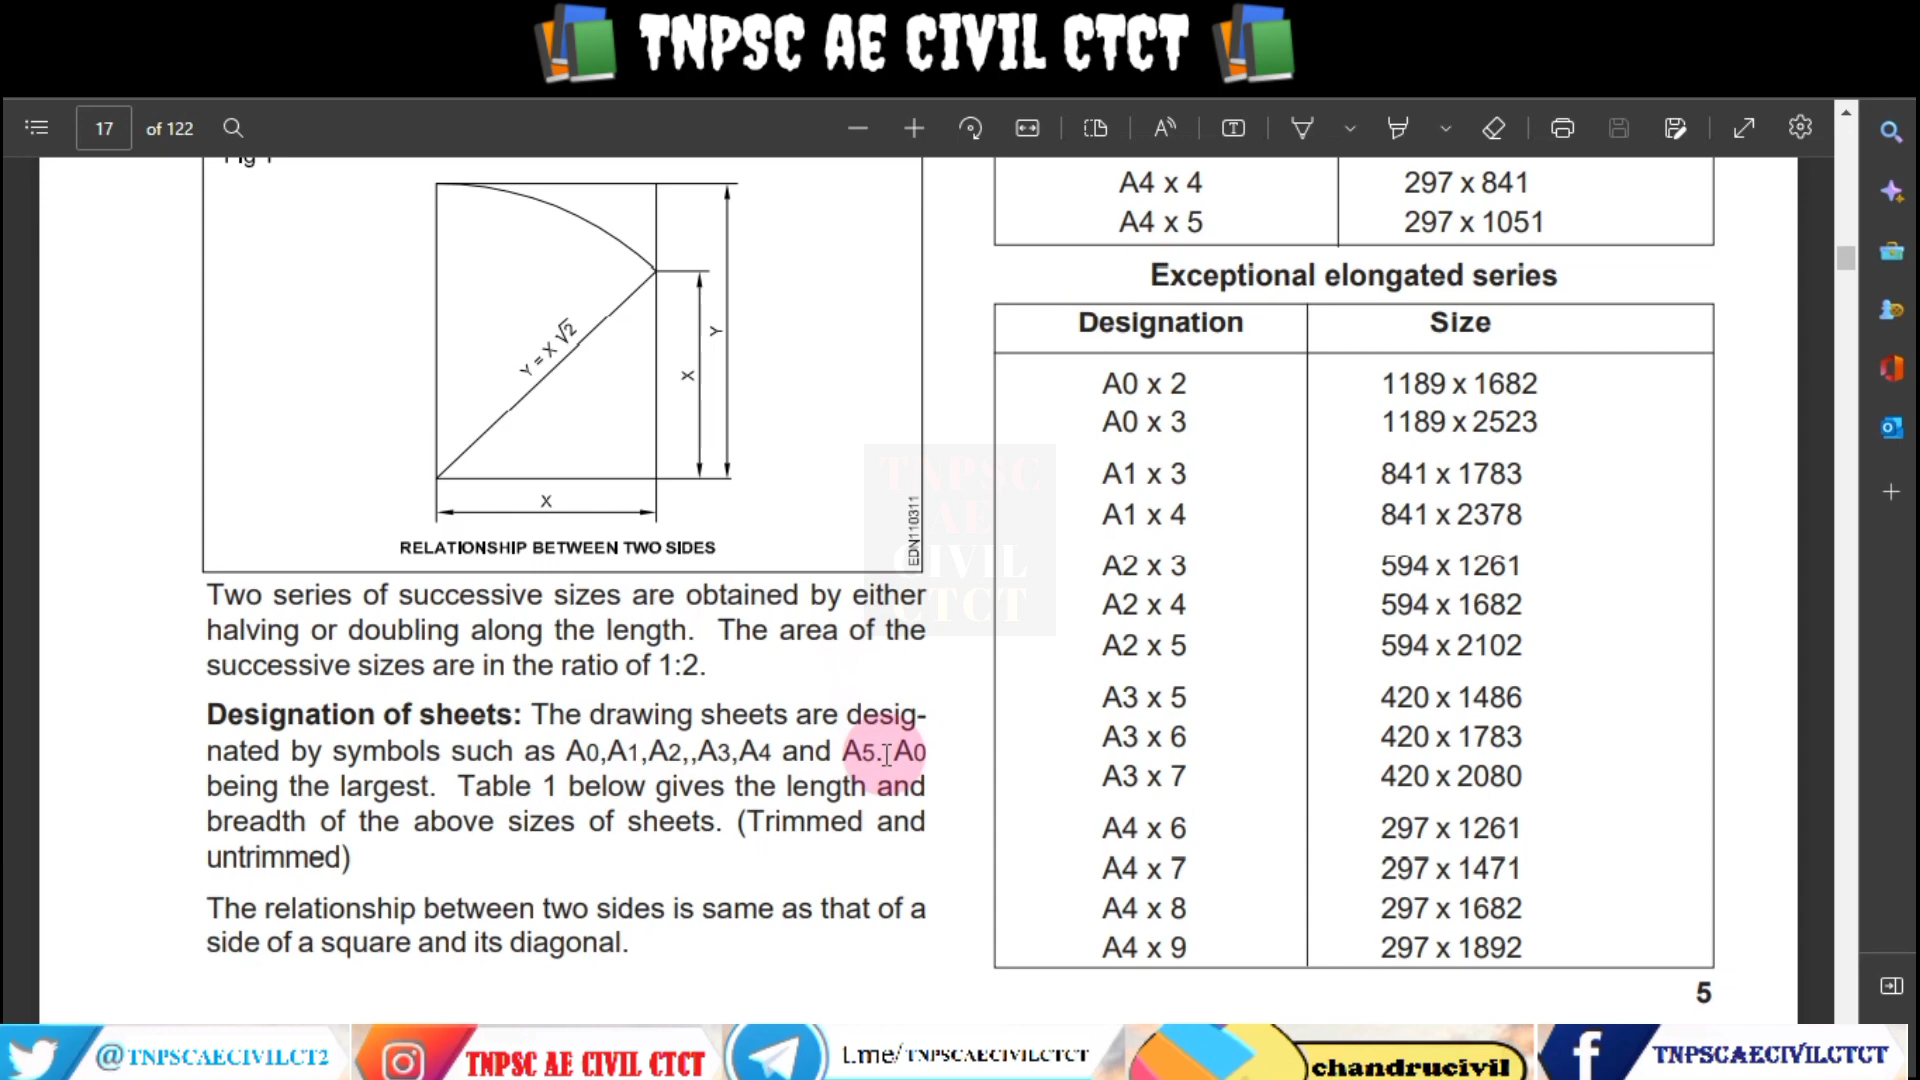 TNPSC AE CIVIL CTCT
17 of 122
Fig 1
Y = X √2
X
Y
X
EDN110311
RELATIONSHIP BETWEEN TWO SIDES
Two series of successive sizes are obtained by either
halving or doubling along the length. The area of the
successive sizes are in the ratio of 1:2.
Designation of sheets: The drawing sheets are desig-
nated by symbols such as A0,A1,A2,,A3,A4 and A5. A0
being the largest. Table 1 below gives the length and
breadth of the above sizes of sheets. (Trimmed and
untrimmed)
The relationship between two sides is same as that of a
side of a square and its diagonal.
A4 x 4 297 x 841
A4 x 5 297 x 1051
Exceptional elongated series
Designation Size
A0 x 2 1189 x 1682
A0 x 3 1189 x 2523
A1 x 3 841 x 1783
A1 x 4 841 x 2378
A2 x 3 594 x 1261
A2 x 4 594 x 1682
A2 x 5 594 x 2102
A3 x 5 420 x 1486
A3 x 6 420 x 1783
A3 x 7 420 x 2080
A4 x 6 297 x 1261
A4 x 7 297 x 1471
A4 x 8 297 x 1682
A4 x 9 297 x 1892
5
TNPSC
AE
CIVIL
CTCT
@TNPSCAECIVILCT2
TNPSC AE CIVIL CTCT
t.me/TNPSCAECIVILCTCT
chandrucivil
TNPSCAECIVILCTCT